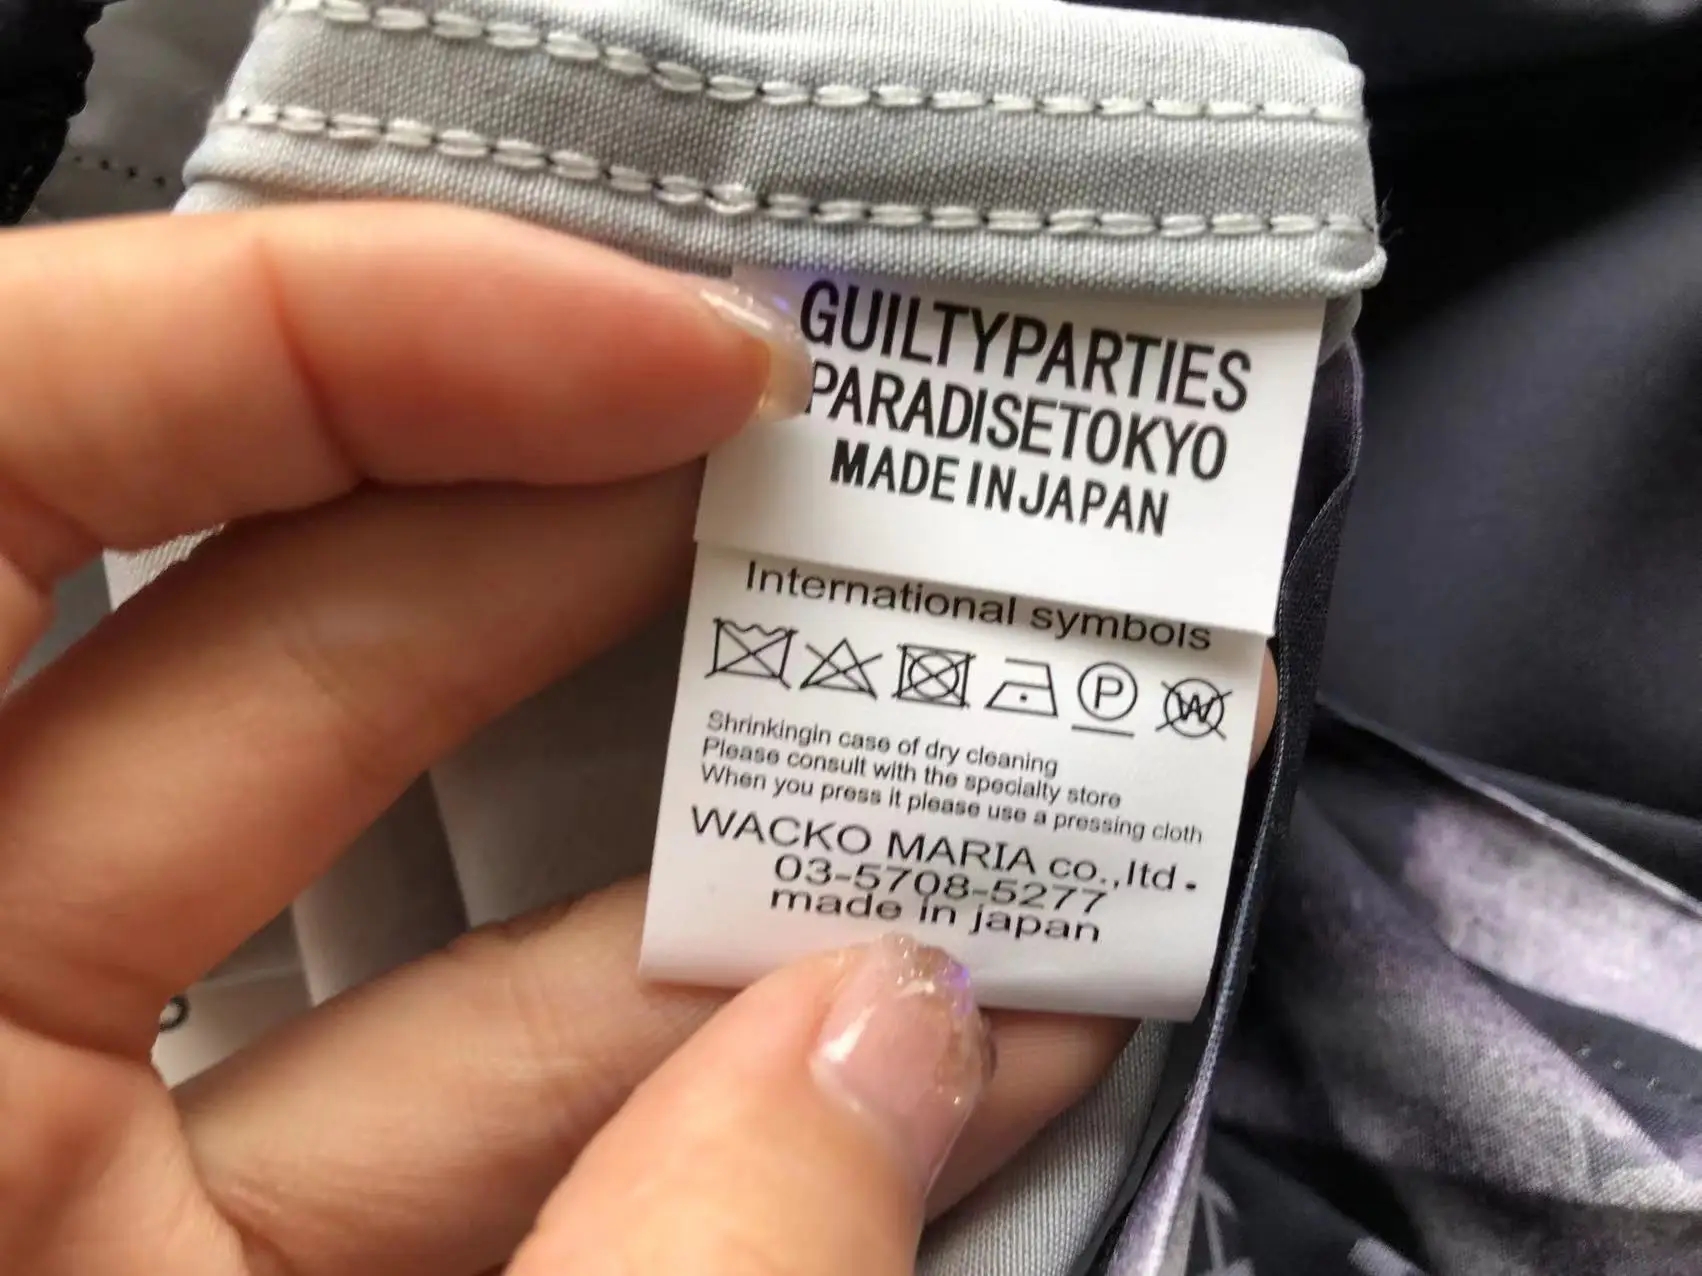 GUILTYPARTIES
PARADISETOKYO
MADE IN JAPAN
International symbols
P W
Shrinkingin case of dry cleaning
Please consult with the specialty store
When you press it please use a pressing cloth
WACKO MARIA co.,ltd.
03-5708-5277
made in japan